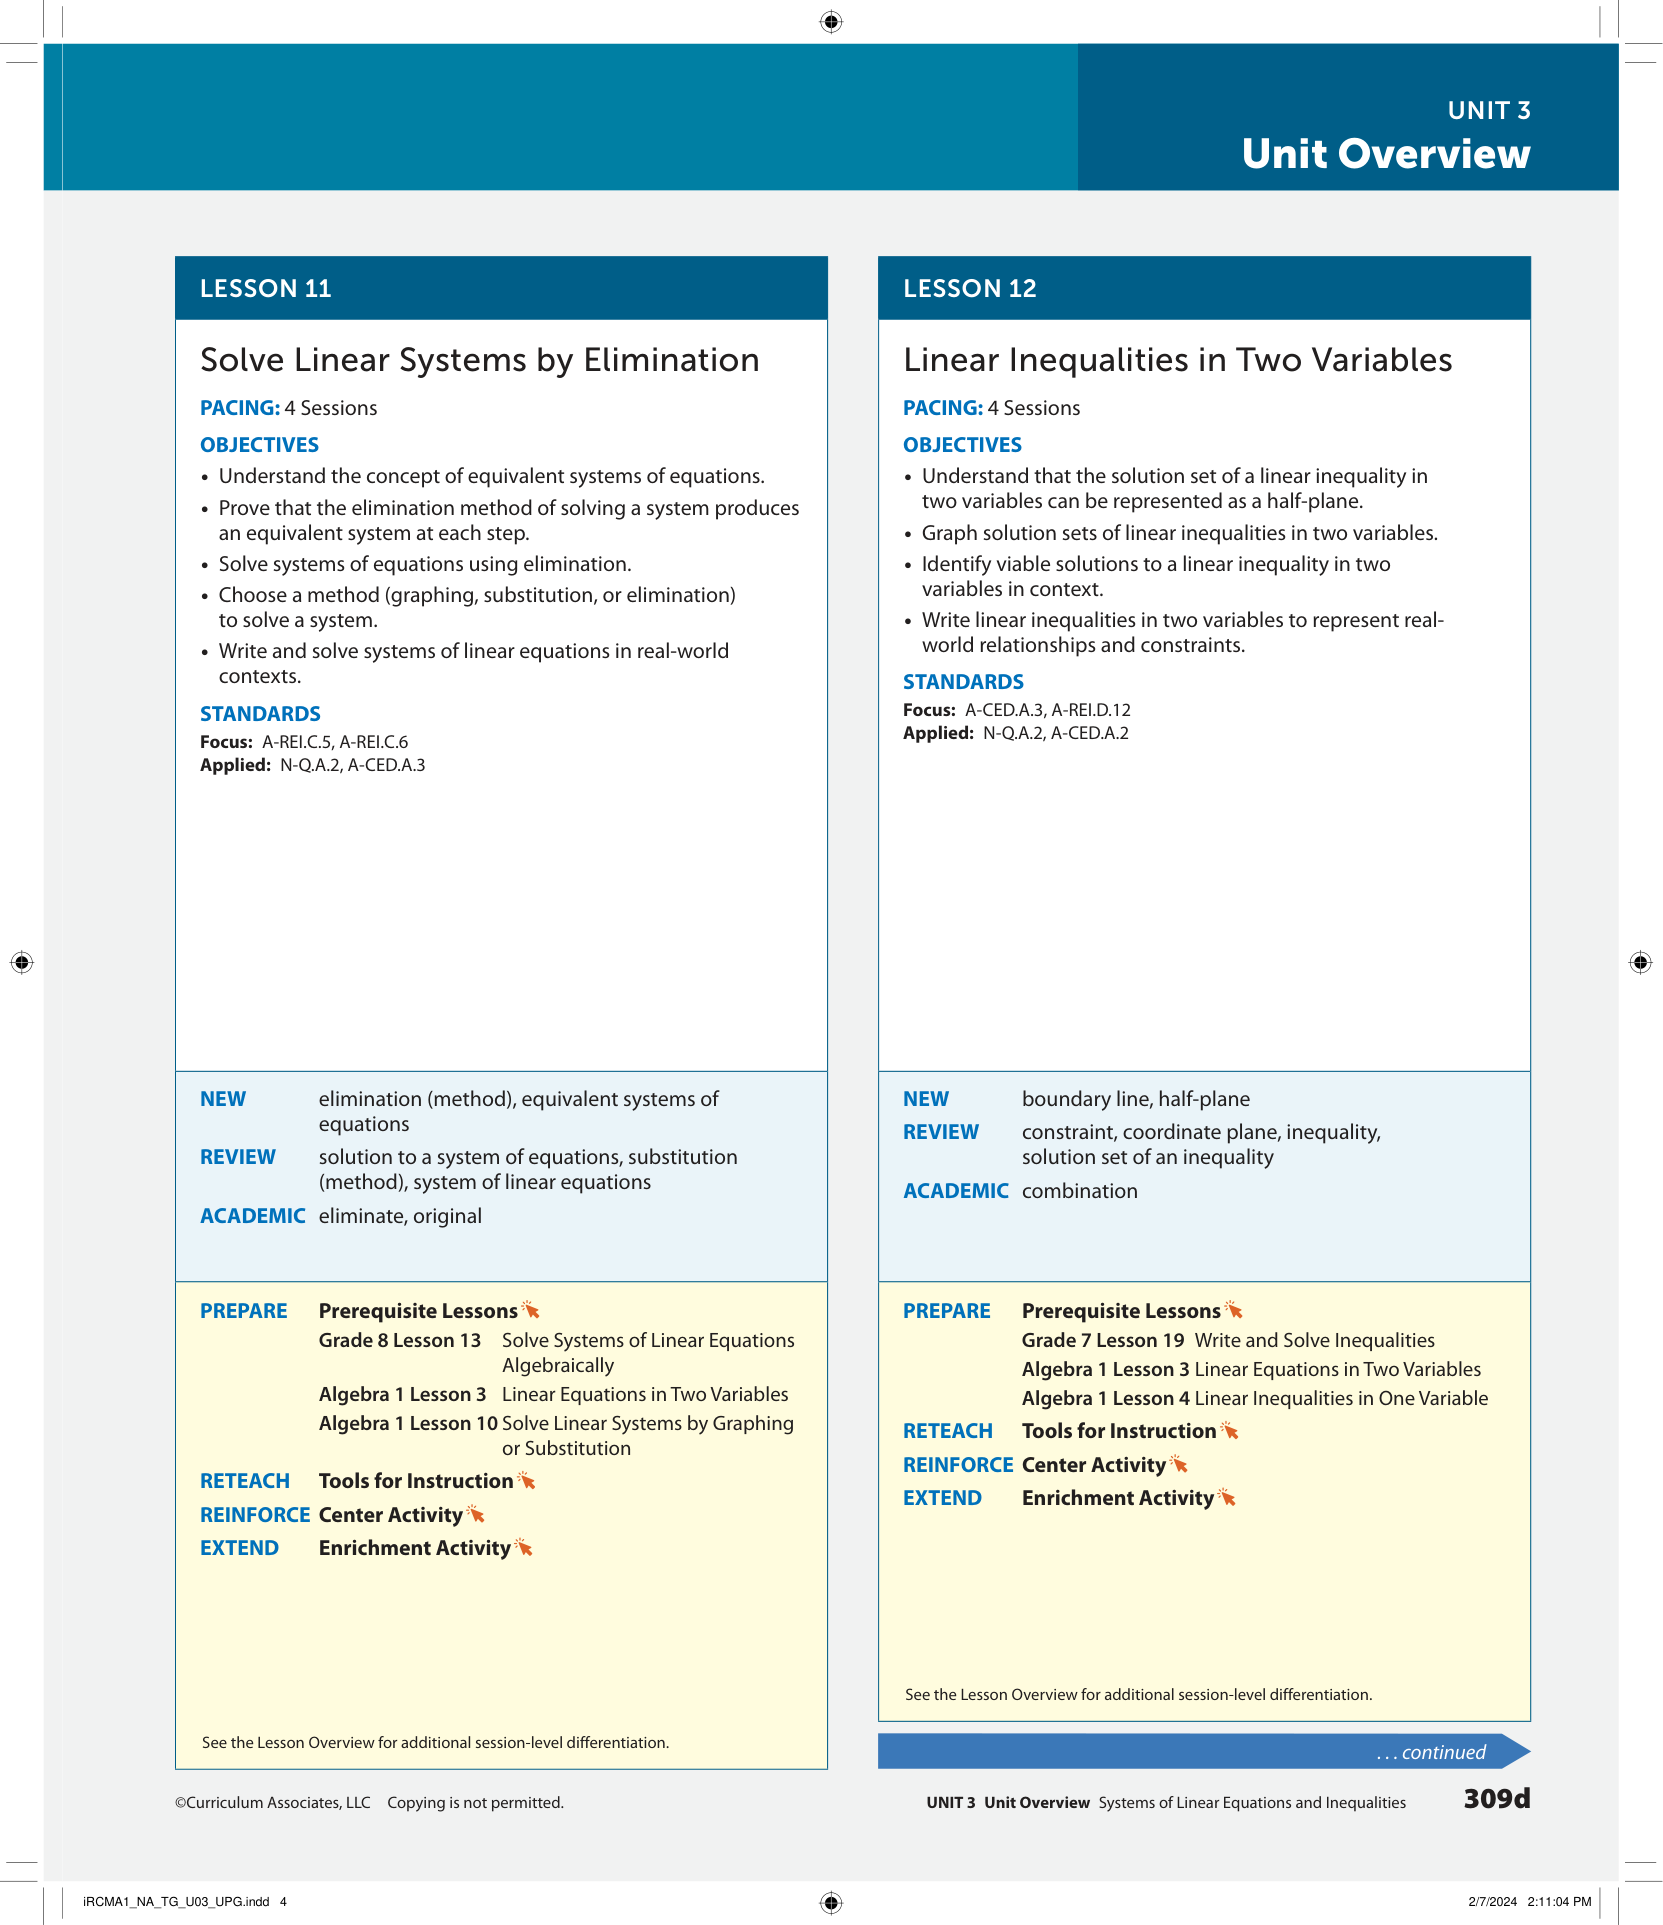 UNIT 3
Unit Overview
LESSON 11
Solve Linear Systems by Elimination
PACING: 4 Sessions
OBJECTIVES
• Understand the concept of equivalent systems of equations.
• Prove that the elimination method of solving a system produces
an equivalent system at each step.
• Solve systems of equations using elimination.
• Choose a method (graphing, substitution, or elimination)
to solve a system.
• Write and solve systems of linear equations in real-world
contexts.
STANDARDS
Focus: A-REI.C.5, A-REI.C.6
Applied: N-Q.A.2, A-CED.A.3
NEW elimination (method), equivalent systems of
equations
REVIEW solution to a system of equations, substitution
(method), system of linear equations
ACADEMIC eliminate, original
PREPARE Prerequisite Lessons
Grade 8 Lesson 13 Solve Systems of Linear Equations
Algebraically
Algebra 1 Lesson 3 Linear Equations in Two Variables
Algebra 1 Lesson 10 Solve Linear Systems by Graphing
or Substitution
RETEACH Tools for Instruction
REINFORCE Center Activity
EXTEND Enrichment Activity
See the Lesson Overview for additional session-level differentiation.
LESSON 12
Linear Inequalities in Two Variables
PACING: 4 Sessions
OBJECTIVES
• Understand that the solution set of a linear inequality in
two variables can be represented as a half-plane.
• Graph solution sets of linear inequalities in two variables.
• Identify viable solutions to a linear inequality in two
variables in context.
• Write linear inequalities in two variables to represent real-
world relationships and constraints.
STANDARDS
Focus: A-CED.A.3, A-REI.D.12
Applied: N-Q.A.2, A-CED.A.2
NEW boundary line, half-plane
REVIEW constraint, coordinate plane, inequality,
solution set of an inequality
ACADEMIC combination
PREPARE Prerequisite Lessons
Grade 7 Lesson 19 Write and Solve Inequalities
Algebra 1 Lesson 3 Linear Equations in Two Variables
Algebra 1 Lesson 4 Linear Inequalities in One Variable
RETEACH Tools for Instruction
REINFORCE Center Activity
EXTEND Enrichment Activity
See the Lesson Overview for additional session-level differentiation.
. . . continued
©Curriculum Associates, LLC Copying is not permitted.
UNIT 3 Unit Overview Systems of Linear Equations and Inequalities 309d
iRCMA1_NA_TG_U03_UPG.indd 4
2/7/2024 2:11:04 PM